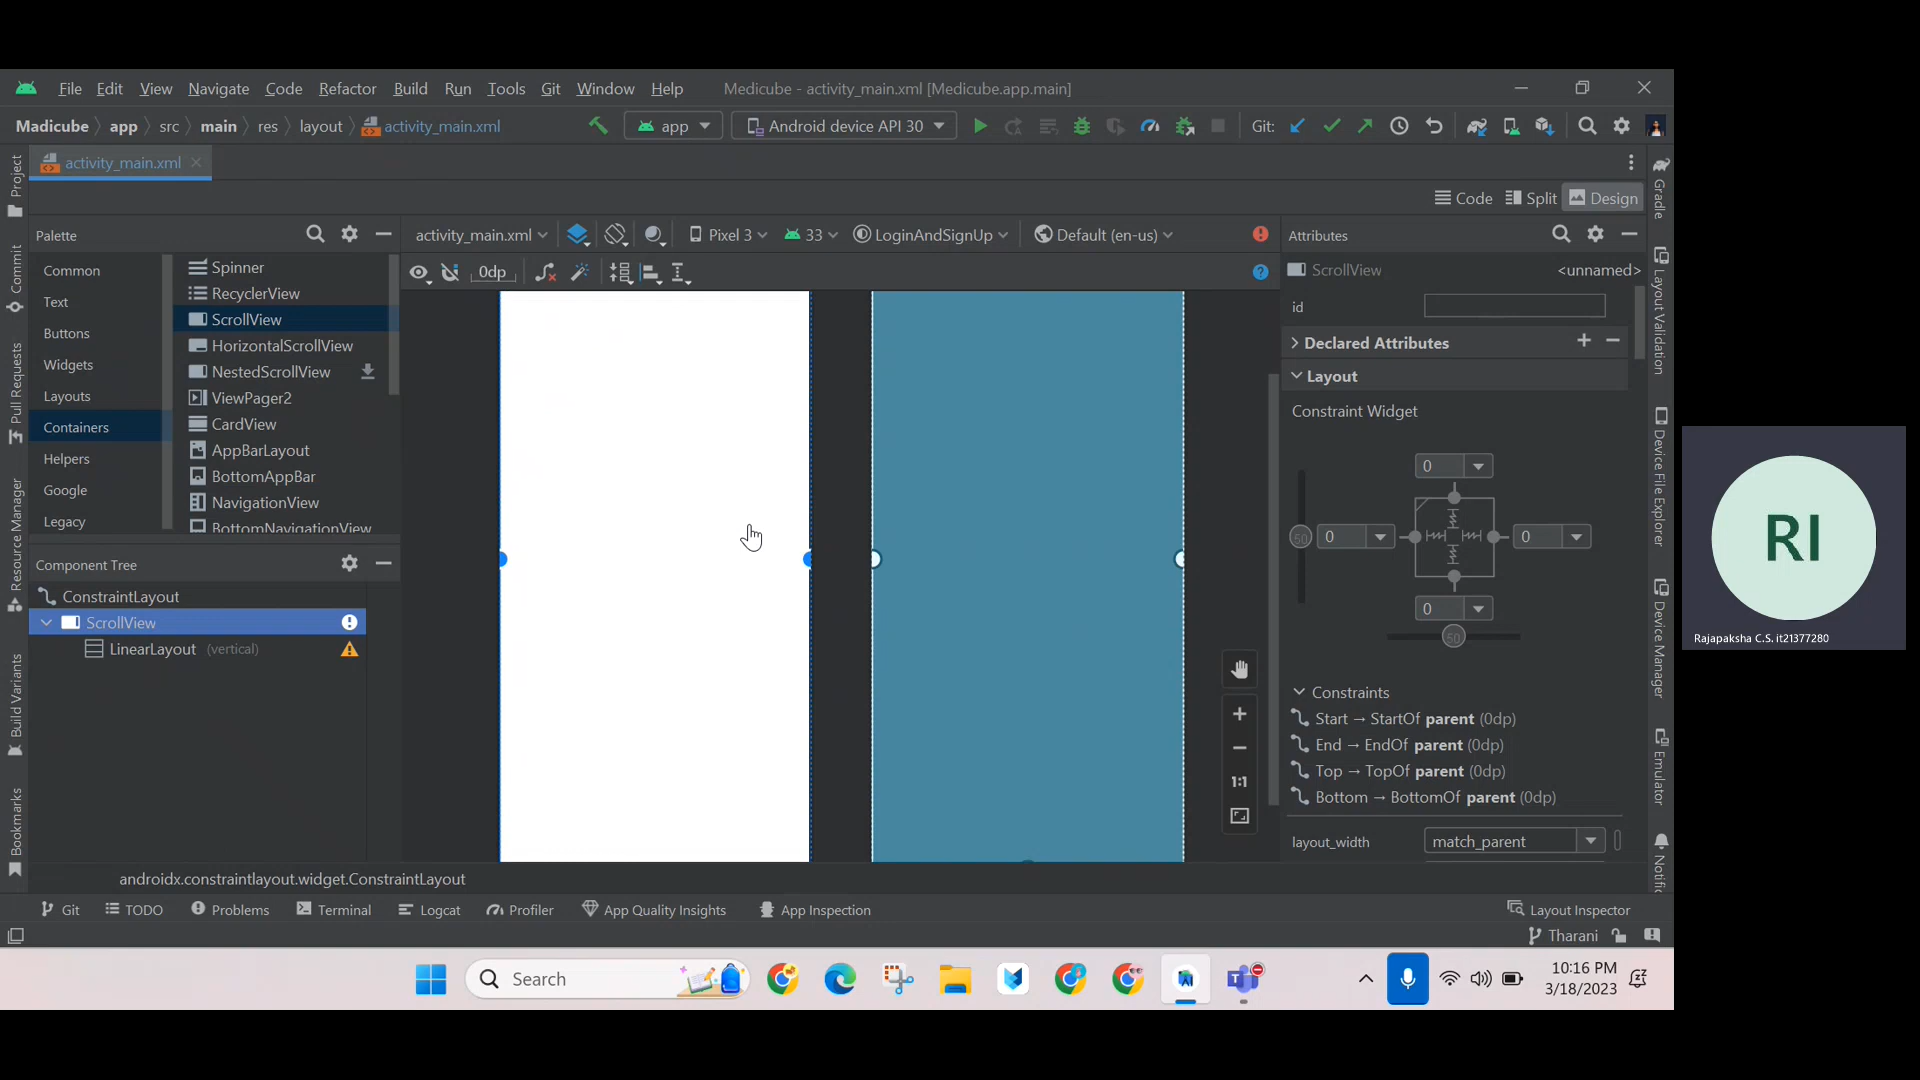 File Edit View Navigate Code Refactor Build Run Tools Git Window Help Medicube - activity_main.xml [Medicube.app.main]
Madicube app src main res layout activity_main.xml app Android device API 30 Git:
activity_main.xml
Code Split Design
Palette
activity_main.xml Pixel 3 33 LoginAndSignUp Default (en-us)
Attributes
0dp
ScrollView <unnamed>
Common
Text
Buttons
Widgets
Layouts
Containers
Helpers
Google
Legacy
Spinner
RecyclerView
ScrollView
HorizontalScrollView
NestedScrollView
ViewPager2
CardView
AppBarLayout
BottomAppBar
NavigationView
BottomNavigationView
id
Declared Attributes
Layout
Constraint Widget
0
50 0 0
0
50
Constraints
Start → StartOf parent (0dp)
End → EndOf parent (0dp)
Top → TopOf parent (0dp)
Bottom → BottomOf parent (0dp)
layout_width match_parent
Component Tree
ConstraintLayout
ScrollView
LinearLayout (vertical)
1:1
androidx.constraintlayout.widget.ConstraintLayout
Git TODO Problems Terminal Logcat Profiler App Quality Insights App Inspection Layout Inspector
Tharani
Project
Commit
Pull Requests
Resource Manager
Build Variants
Bookmarks
Gradle
Layout Validation
Device File Explorer
Device Manager
Emulator
Notific
Search
10:16 PM
3/18/2023
RI
Rajapaksha C.S. it21377280